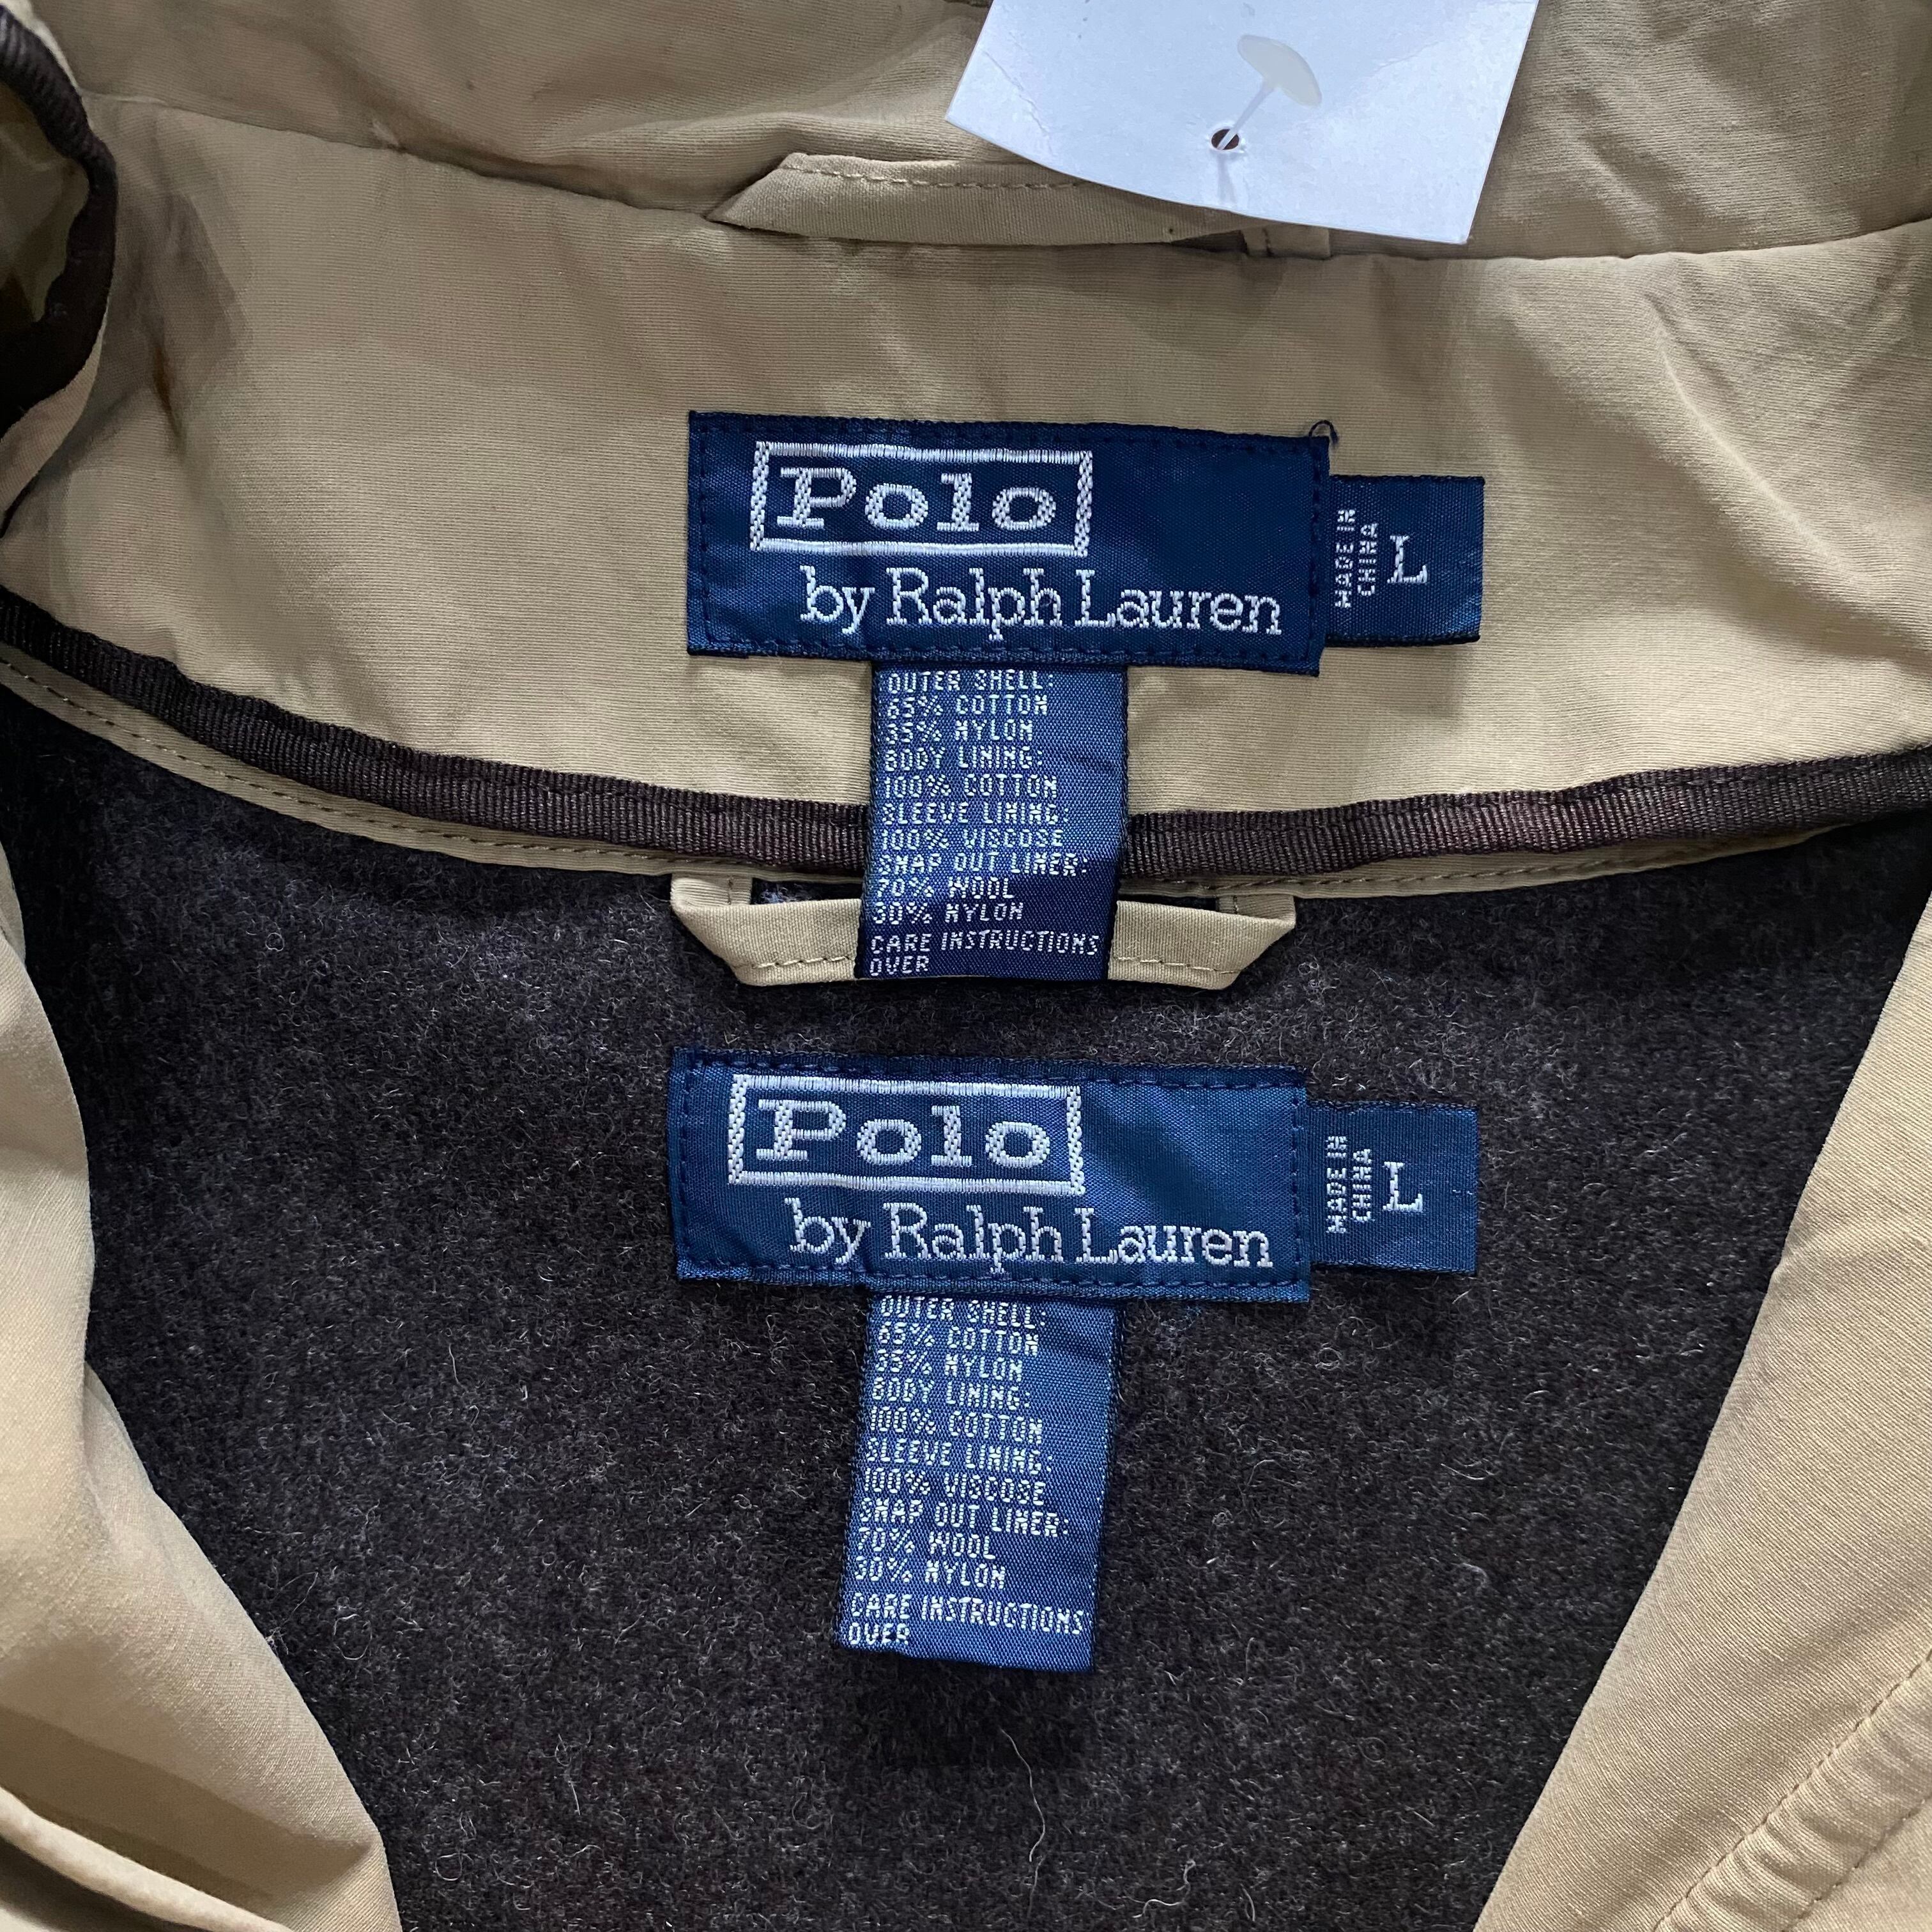 Polo
by Ralph Lauren
MADE IN
CHINA
L
OUTER SHELL:
65% COTTON
35% NYLON
BODY LINING:
100% COTTON
SLEEVE LINING
100% VISCOSE
SNAP OUT LINER:
70% WOOL
30% NYLON
CARE INSTRUCTIONS
OVER
Polo
by Ralph Lauren
MADE IN
CHINA
L
OUTER SHELL:
65% COTTON
35% NYLON
BODY LINING:
100% COTTON
SLEEVE LINING:
100% VISCOSE
SNAP OUT LINER:
70% WOOL
30% NYLON
CARE INSTRUCTIONS
OVER